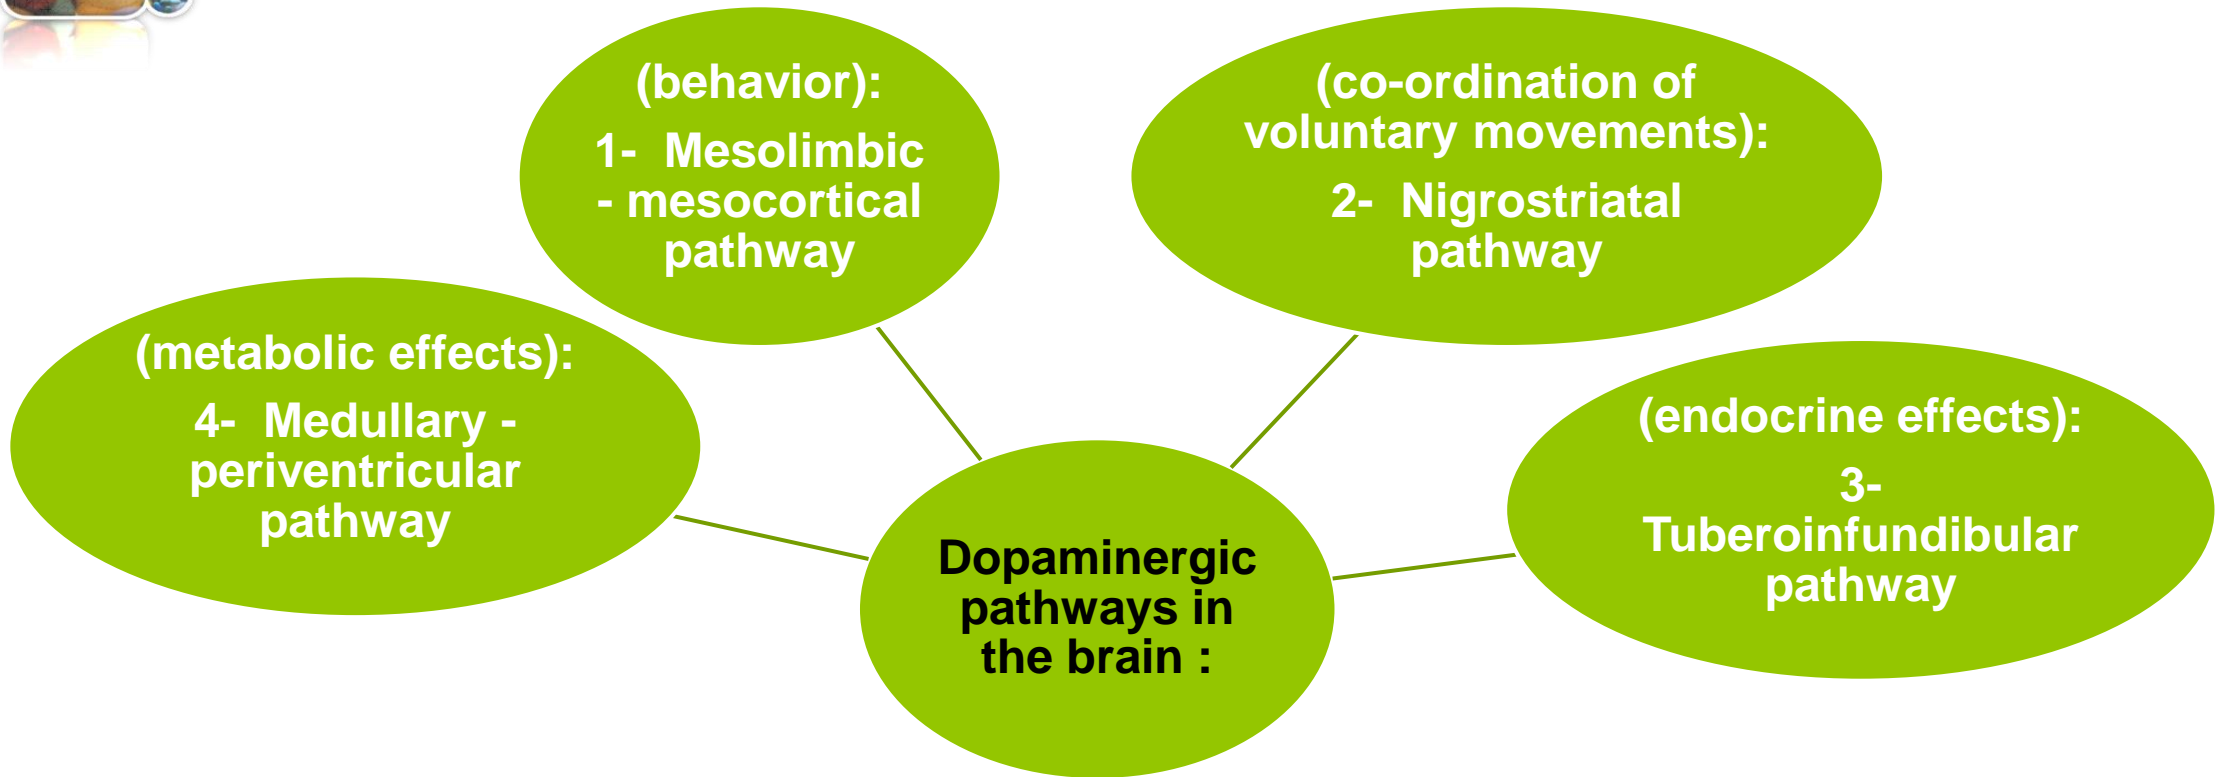 (behavior):
1- Mesolimbic
- mesocortical
pathway
(co-ordination of
voluntary movements):
2- Nigrostriatal
pathway
(metabolic effects):
4- Medullary -
periventricular
pathway
(endocrine effects):
3-
Tuberoinfundibular
pathway
Dopaminergic
pathways in
the brain :